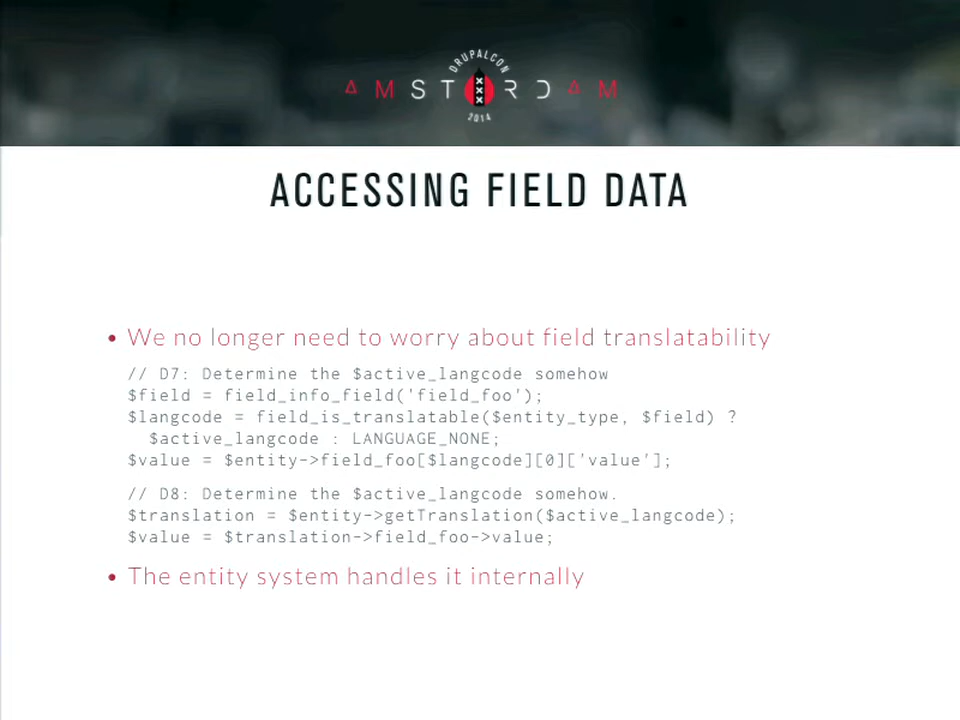 DRUPALCON
AMSTERDAM
2014
ACCESSING FIELD DATA
• We no longer need to worry about field translatability
// D7: Determine the $active_langcode somehow
$field = field_info_field('field_foo');
$langcode = field_is_translatable($entity_type, $field) ?
$active_langcode : LANGUAGE_NONE;
$value = $entity->field_foo[$langcode][0]['value'];
// D8: Determine the $active_langcode somehow.
$translation = $entity->getTranslation($active_langcode);
$value = $translation->field_foo->value;
• The entity system handles it internally